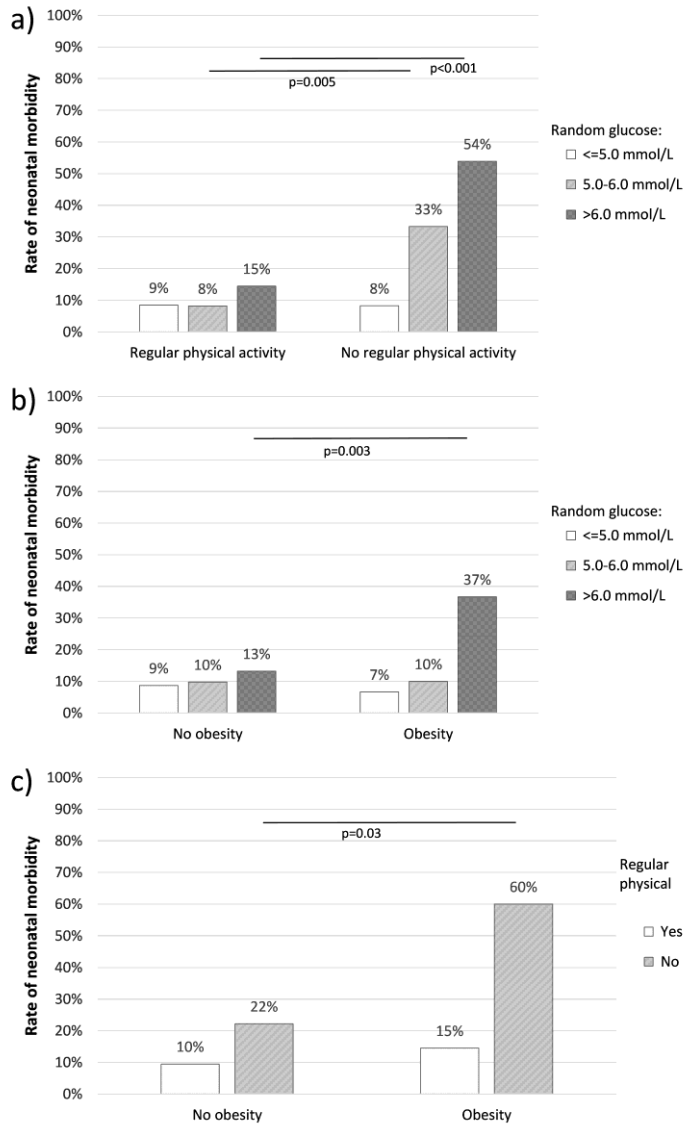 a)
Rate of neonatal morbidity
100%
90%
80%
70%
60%
50%
40%
30%
20%
10%
0%
p=0.005
p<0.001
9%
8%
15%
8%
33%
54%
Regular physical activity
No regular physical activity
Random glucose:
<=5.0 mmol/L
5.0-6.0 mmol/L
>6.0 mmol/L
b)
Rate of neonatal morbidity
100%
90%
80%
70%
60%
50%
40%
30%
20%
10%
0%
p=0.003
9%
10%
13%
7%
10%
37%
No obesity
Obesity
Random glucose:
<=5.0 mmol/L
5.0-6.0 mmol/L
>6.0 mmol/L
c)
Rate of neonatal morbidity
100%
90%
80%
70%
60%
50%
40%
30%
20%
10%
0%
p=0.03
10%
22%
15%
60%
No obesity
Obesity
Regular
physical
Yes
No